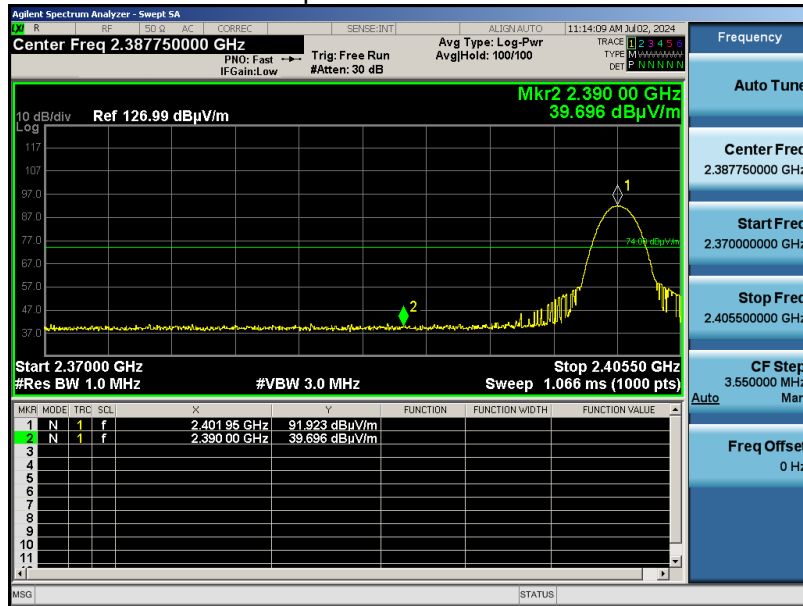 Agilent Spectrum Analyzer - Swept SA
LXI R RF 50 Ω AC CORREC SENSE:INT ALIGN AUTO 11:14:09 AM Jul 02, 2024
Center Freq 2.387750000 GHz
PNO: Fast
IFGain:Low
Trig: Free Run
#Atten: 30 dB
Avg Type: Log-Pwr
Avg|Hold: 100/100
TRACE 1 2 3 4 5 6
TYPE M
DET P N N N N N
Frequency
Auto Tune
Center Freq
2.387750000 GHz
Start Freq
2.370000000 GHz
Stop Freq
2.405500000 GHz
CF Step
3.550000 MHz
Auto Man
Freq Offset
0 Hz
Mkr2 2.390 00 GHz
39.696 dBµV/m
10 dB/div Ref 126.99 dBµV/m
Log
117
107
97.0
87.0
77.0
67.0
57.0
47.0
37.0
1
2
Start 2.37000 GHz Stop 2.40550 GHz
#Res BW 1.0 MHz #VBW 3.0 MHz Sweep 1.066 ms (1000 pts)
MKR MODE TRC SCL X Y FUNCTION FUNCTION WIDTH FUNCTION VALUE
1 N 1 f 2.401 95 GHz 91.923 dBµV/m
2 N 1 f 2.390 00 GHz 39.696 dBµV/m
3
4
5
6
7
8
9
10
11
MSG STATUS